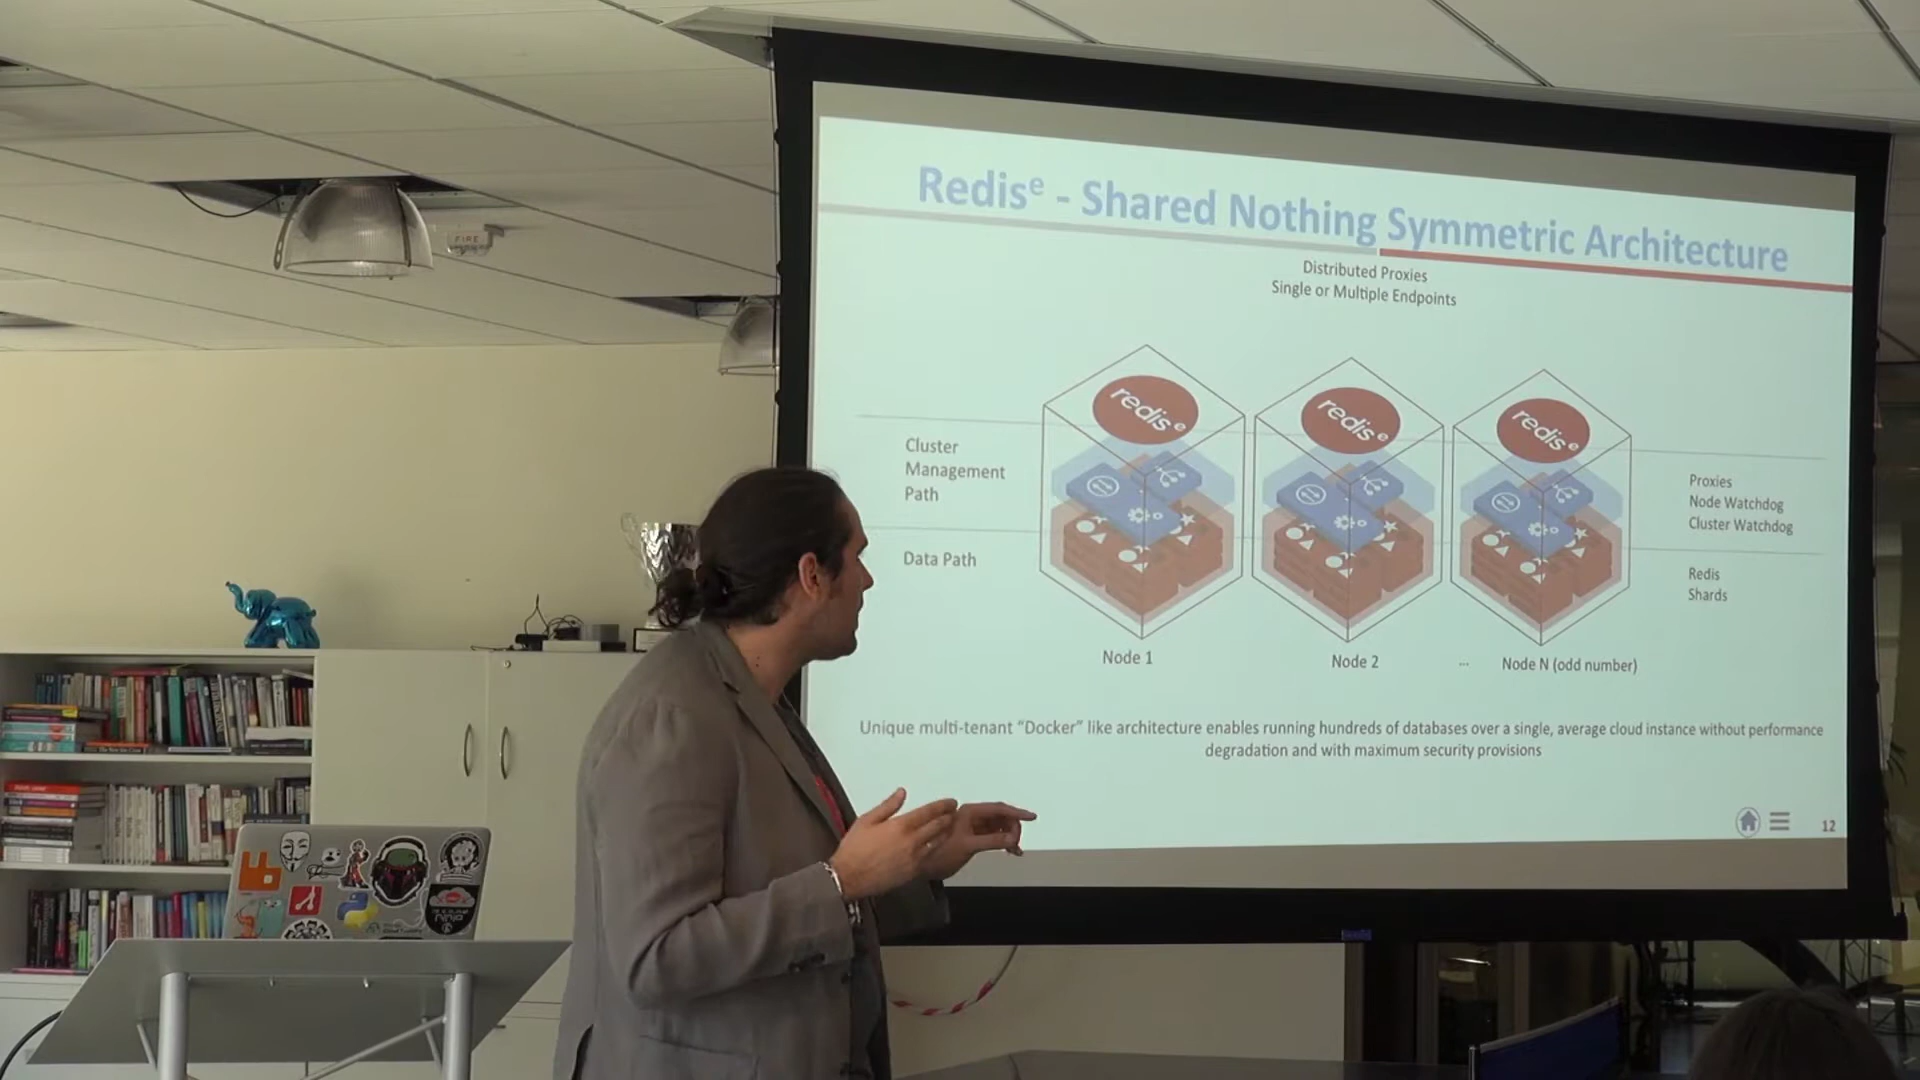 Redisᵉ - Shared Nothing Symmetric Architecture
Distributed Proxies
Single or Multiple Endpoints
redisᵉ
redisᵉ
redisᵉ
Cluster
Management
Path
Data Path
Proxies
Node Watchdog
Cluster Watchdog
Redis
Shards
Node 1
Node 2
...
Node N (odd number)
Unique multi-tenant “Docker” like architecture enables running hundreds of databases over a single, average cloud instance without performance
degradation and with maximum security provisions
12
FIRE